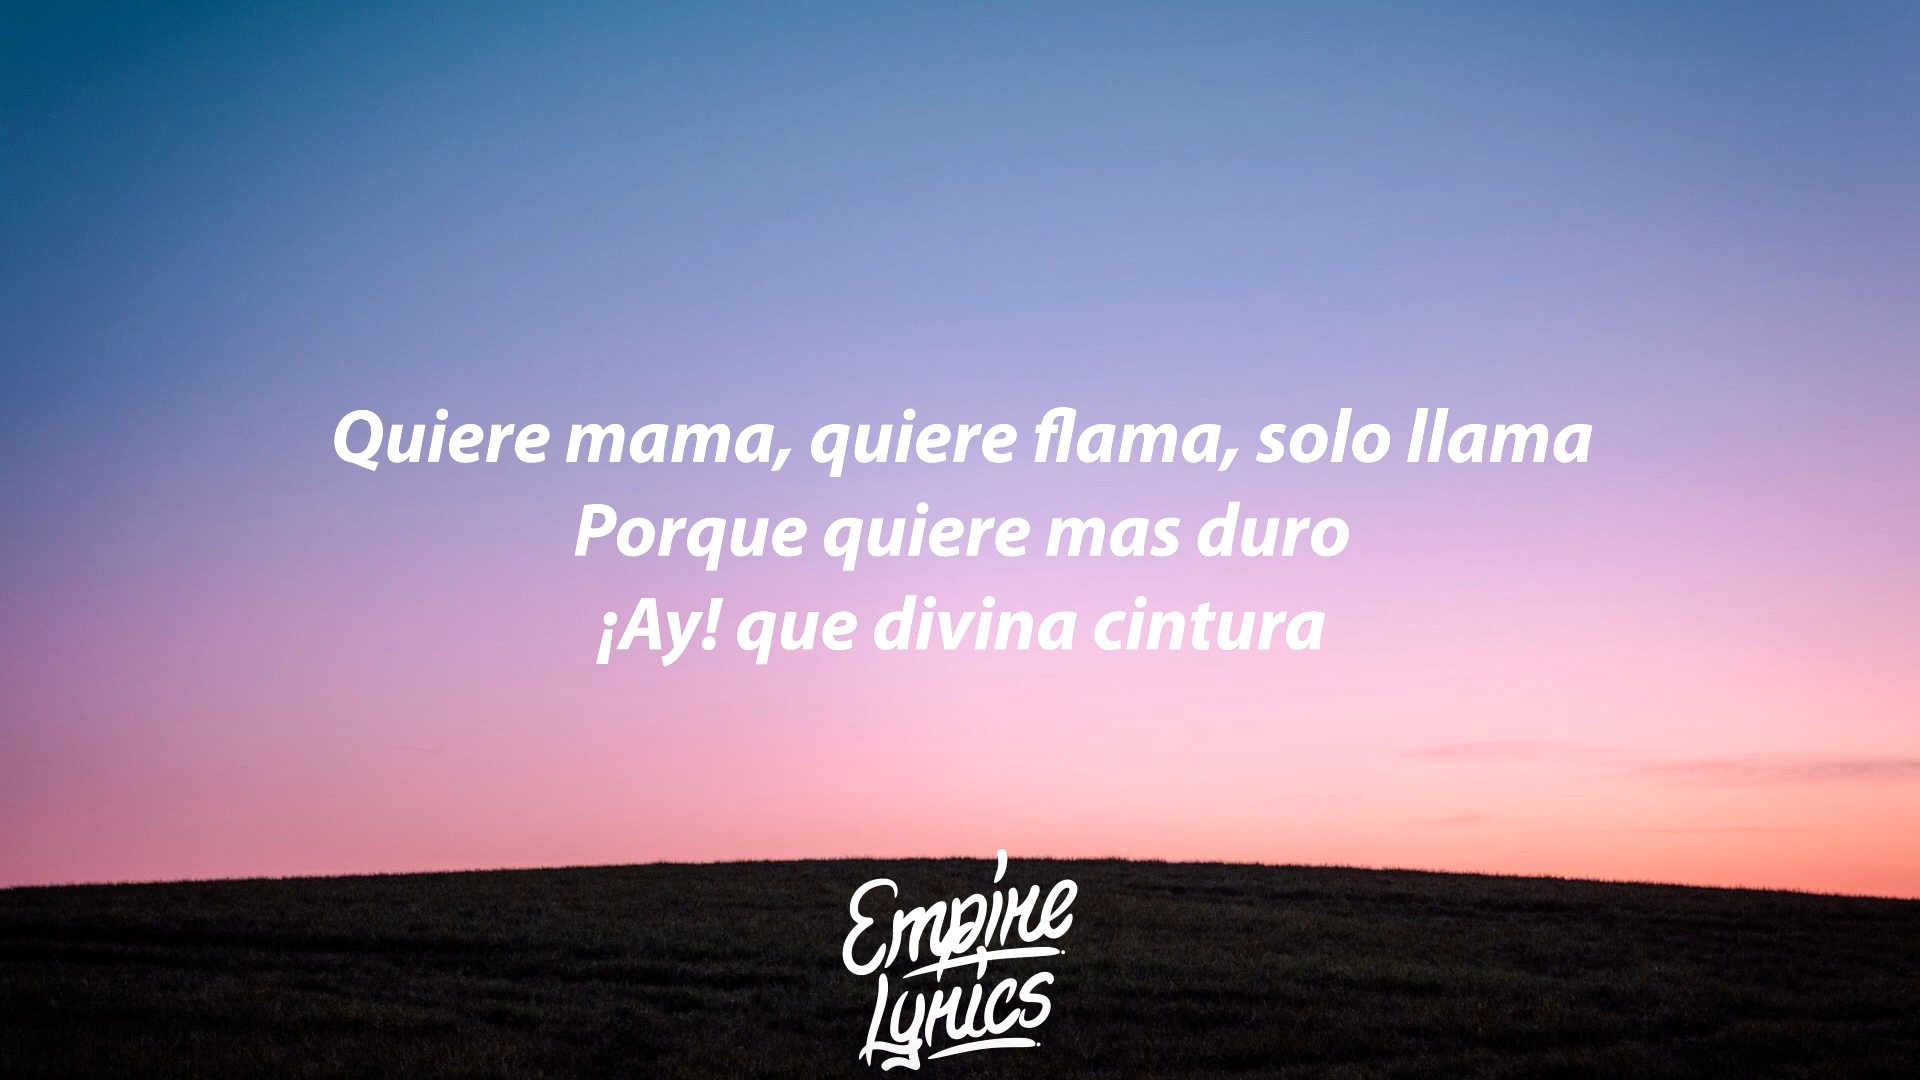 Quiere mama, quiere flama, solo llama
Porque quiere mas duro
¡Ay! que divina cintura
Empire
Lyrics